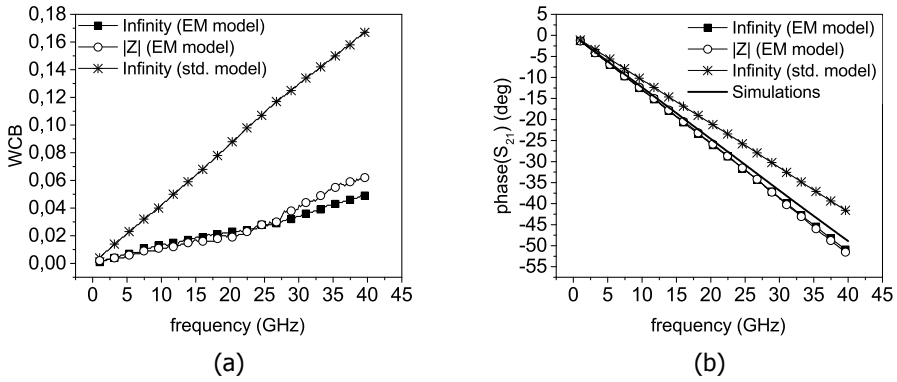 0,18
0,16
0,14
0,12
0,10
0,08
0,06
0,04
0,02
0,00
WCB
Infinity (EM model)
|Z| (EM model)
Infinity (std. model)
0 5 10 15 20 25 30 35 40 45
frequency (GHz)
(a)
5
0
-5
-10
-15
-20
-25
-30
-35
-40
-45
-50
-55
phase(S21) (deg)
Infinity (EM model)
|Z| (EM model)
Infinity (std. model)
Simulations
0 5 10 15 20 25 30 35 40 45
frequency (GHz)
(b)